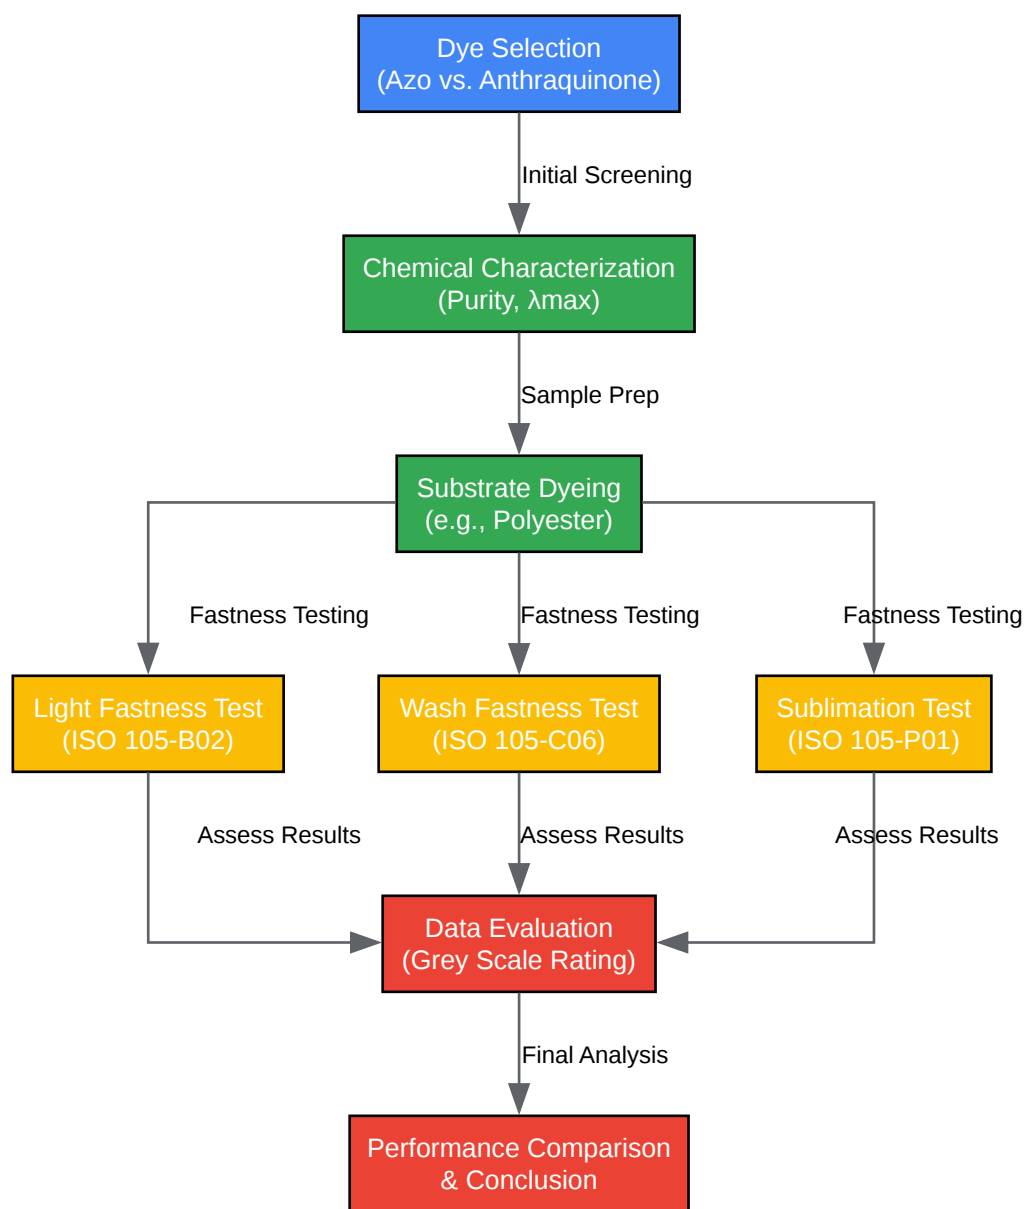 Dye Selection
(Azo vs. Anthraquinone)
Initial Screening
Chemical Characterization
(Purity, λmax)
Sample Prep
Substrate Dyeing
(e.g., Polyester)
Fastness Testing
Fastness Testing
Fastness Testing
Light Fastness Test
(ISO 105-B02)
Wash Fastness Test
(ISO 105-C06)
Sublimation Test
(ISO 105-P01)
Assess Results
Assess Results
Assess Results
Data Evaluation
(Grey Scale Rating)
Final Analysis
Performance Comparison
& Conclusion